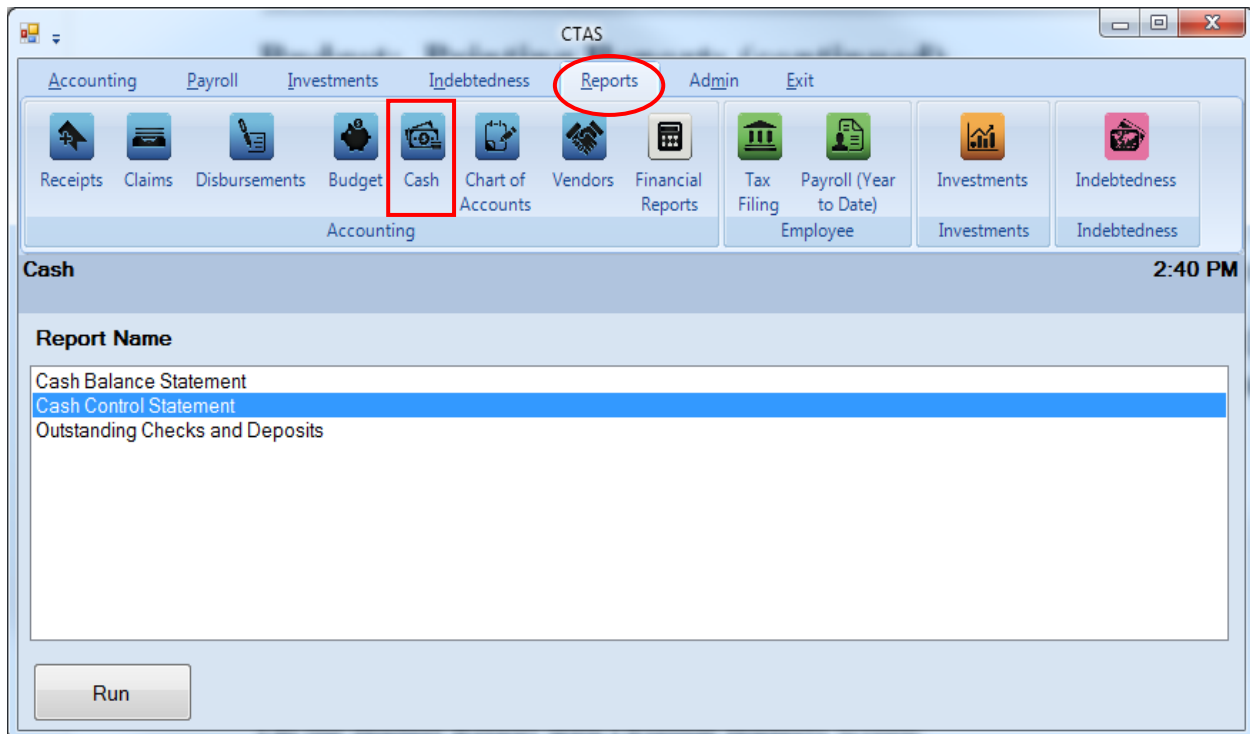 CTAS
Accounting Payroll Investments Indebtedness Reports Admin Exit
Receipts Claims Disbursements Budget Cash Chart of Accounts Vendors Financial Reports Tax Filing Payroll (Year to Date) Investments Indebtedness
Accounting Employee Investments Indebtedness
Cash 2:40 PM
Report Name
Cash Balance Statement
Cash Control Statement
Outstanding Checks and Deposits
Run